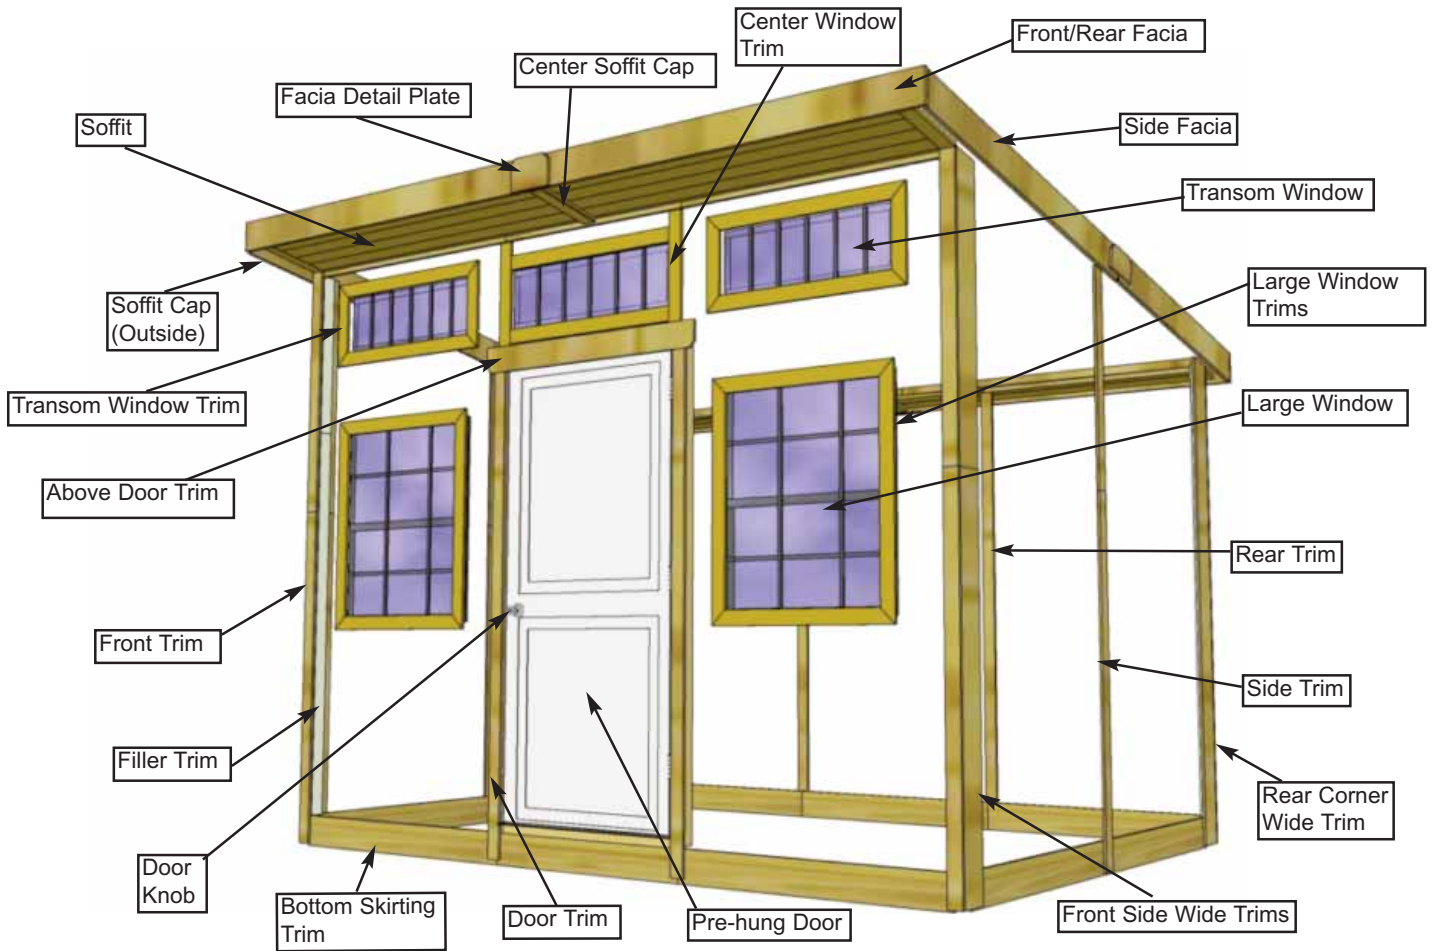 Center Window
Trim
Front/Rear Facia
Center Soffit Cap
Facia Detail Plate
Soffit
Side Facia
Transom Window
Soffit Cap
(Outside)
Large Window
Trims
Transom Window Trim
Large Window
Above Door Trim
Rear Trim
Front Trim
Side Trim
Filler Trim
Rear Corner
Wide Trim
Door
Knob
Bottom Skirting
Trim
Door Trim
Pre-hung Door
Front Side Wide Trims